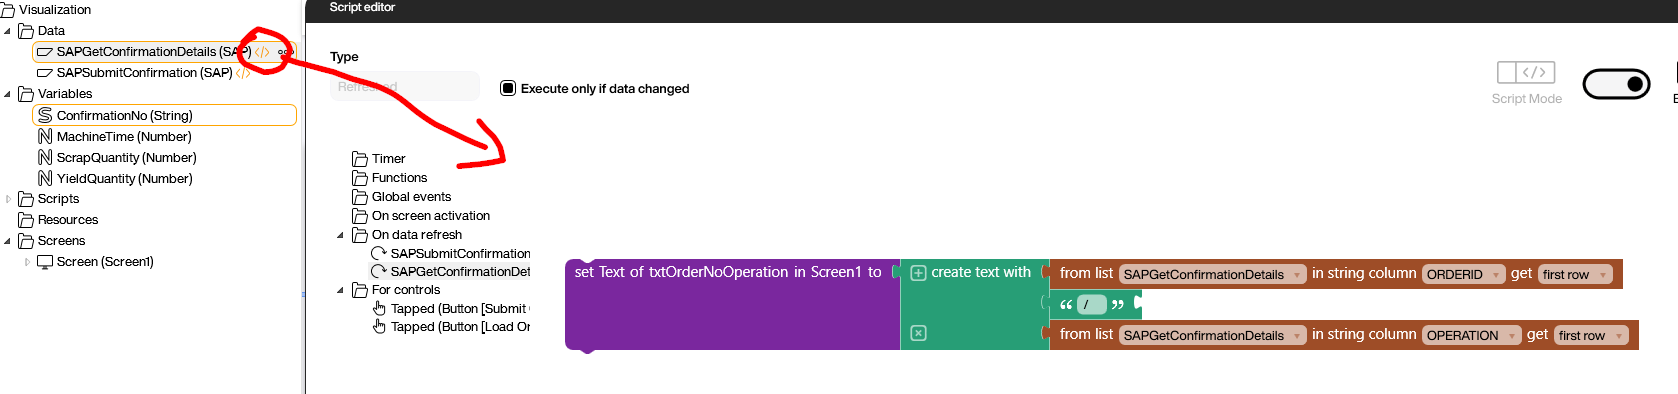 Visualization
Data
SAPGetConfirmationDetails (SAP)
SAPSubmitConfirmation (SAP)
Variables
ConfirmationNo (String)
MachineTime (Number)
ScrapQuantity (Number)
YieldQuantity (Number)
Scripts
Resources
Screens
Screen (Screen1)
Script editor
Type
Refreshed
Execute only if data changed
Script Mode
Timer
Functions
Global events
On screen activation
On data refresh
SAPSubmitConfirmation
SAPGetConfirmationDet
For controls
Tapped (Button [Submit
Tapped (Button [Load Or
set Text of txtOrderNoOperation in Screen1 to create text with from list SAPGetConfirmationDetails in string column ORDERID get first row
“ / ”
from list SAPGetConfirmationDetails in string column OPERATION get first row